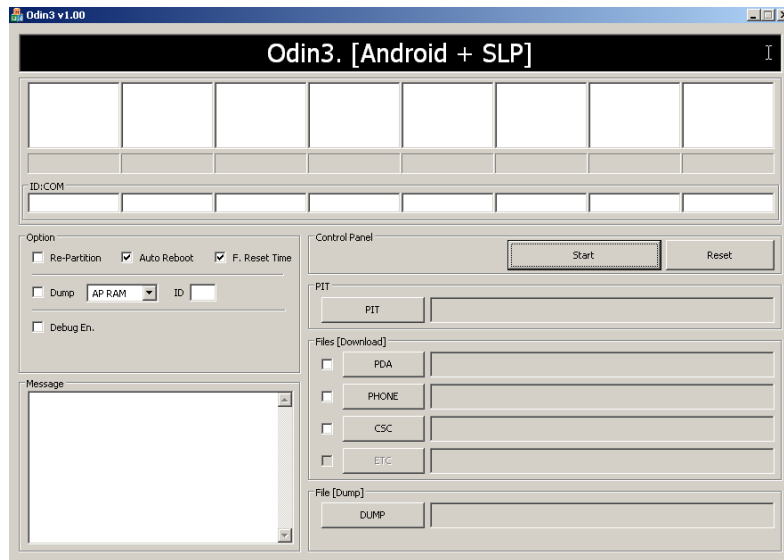 Odin3 v1.00
Odin3. [Android + SLP]
ID:COM
Option
Re-Partition Auto Reboot F. Reset Time
Dump AP RAM ID
Debug En.
Message
Control Panel
Start Reset
PIT
PIT
Files [Download]
PDA
PHONE
CSC
ETC
File [Dump]
DUMP